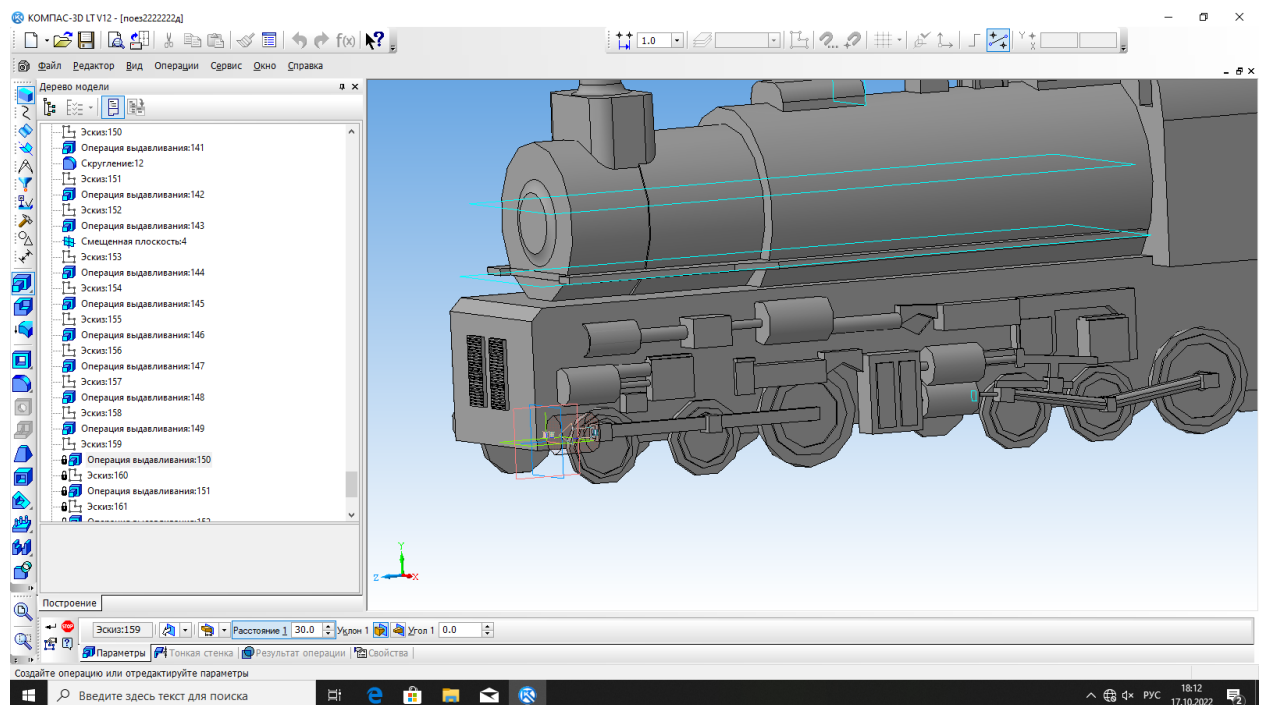 КОМПАС-3D LT V12 - [поез2222222д]
f(x)
1.0
Файл Редактор Вид Операции Сервис Окно Справка
Дерево модели
Эскиз:150
Операция выдавливания:141
Скругление:12
Эскиз:151
Операция выдавливания:142
Эскиз:152
Операция выдавливания:143
Смещенная плоскость:4
Эскиз:153
Операция выдавливания:144
Эскиз:154
Операция выдавливания:145
Эскиз:155
Операция выдавливания:146
Эскиз:156
Операция выдавливания:147
Эскиз:157
Операция выдавливания:148
Эскиз:158
Операция выдавливания:149
Эскиз:159
Операция выдавливания:150
Эскиз:160
Операция выдавливания:151
Эскиз:161
Операция выдавливания:152
Y
Z X
Построение
STOP Эскиз:159 Расстояние 1 30.0 Уклон 1 Угол 1 0.0
Параметры Тонкая стенка Результат операции Свойства
Создайте операцию или отредактируйте параметры
Введите здесь текст для поиска
РУС
18:12
17.10.2022
2